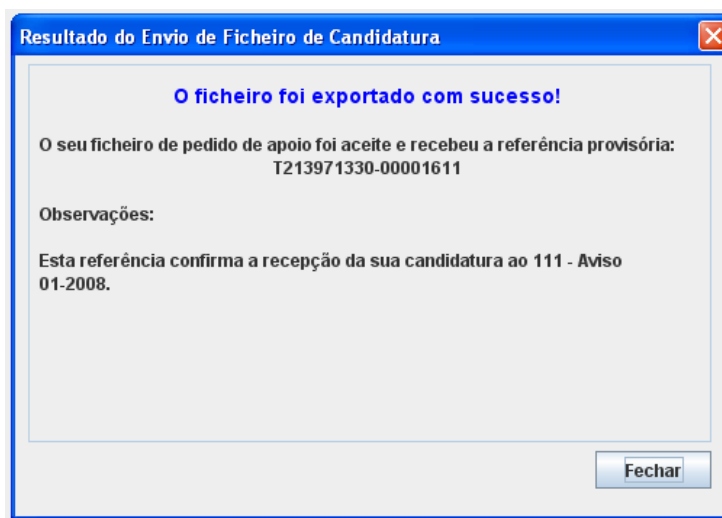 Resultado do Envio de Ficheiro de Candidatura
O ficheiro foi exportado com sucesso!
O seu ficheiro de pedido de apoio foi aceite e recebeu a referência provisória:
T213971330-00001611
Observações:
Esta referência confirma a recepção da sua candidatura ao 111 - Aviso
01-2008.
Fechar